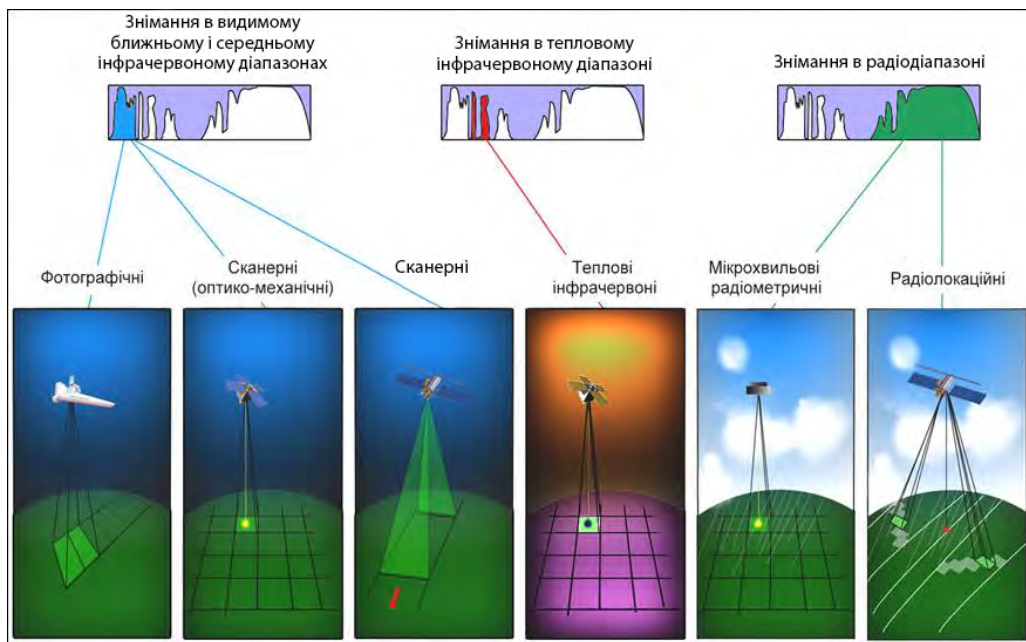 Знімання в видимому
ближньому і середньому
інфрачервоному діапазонах
Знімання в тепловому
інфрачервоному діапазоні
Знімання в радіодіапазоні
Фотографічні
Сканерні
(оптико-механічні)
Сканерні
Теплові
інфрачервоні
Мікрохвильові
радіометричні
Радіолокаційні